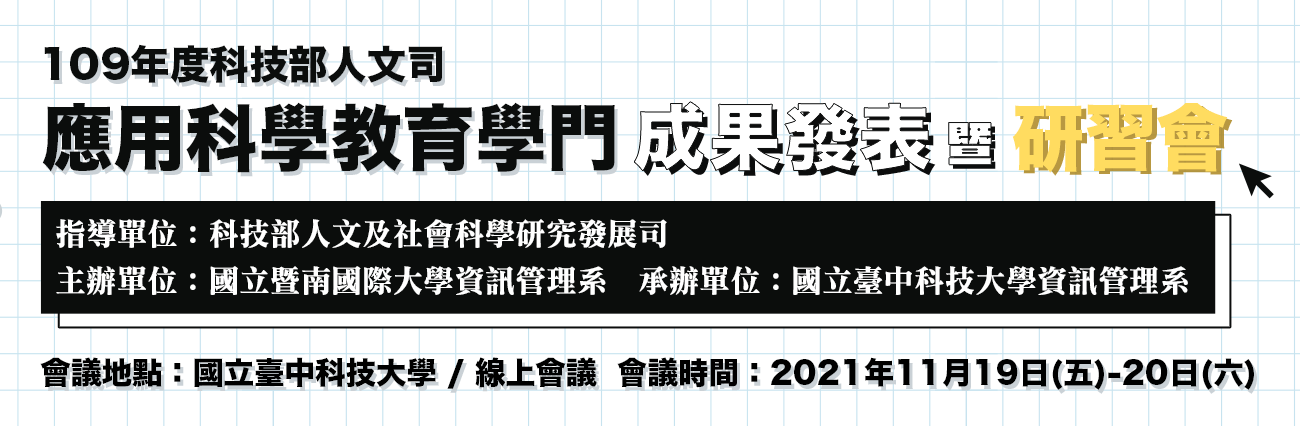 109年度科技部人文司
應用科學教育學門 成果發表暨 研習會
指導單位：科技部人文及社會科學研究發展司
主辦單位：國立暨南國際大學資訊管理系　承辦單位：國立臺中科技大學資訊管理系
會議地點：國立臺中科技大學 / 線上會議 會議時間：2021年11月19日(五)-20日(六)